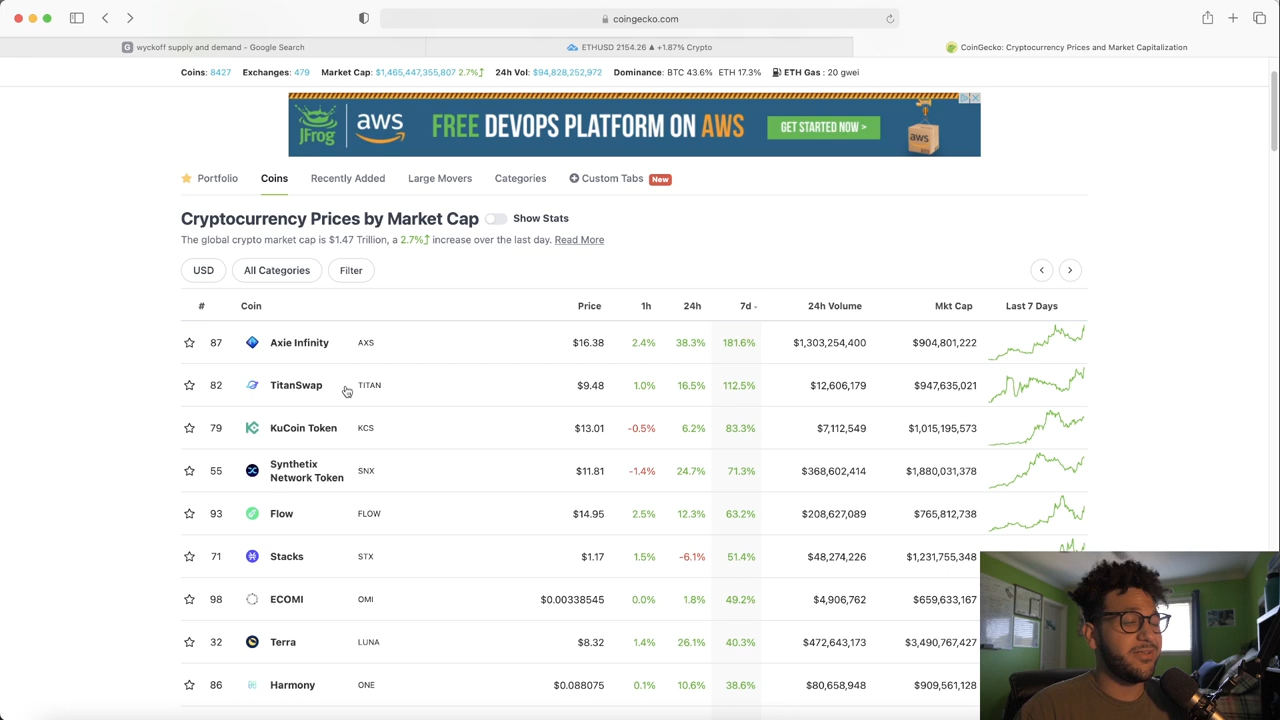 coingecko.com
wyckoff supply and demand - Google Search
ETHUSD 2154.26 ▲ +1.87% Crypto
CoinGecko: Cryptocurrency Prices and Market Capitalization
Coins: 8427 Exchanges: 479 Market Cap: $1,465,447,355,807 2.7% 24h Vol: $94,828,252,972 Dominance: BTC 43.6% ETH 17.3% ETH Gas : 20 gwei
JFrog aws FREE DEVOPS PLATFORM ON AWS GET STARTED NOW > aws
Portfolio Coins Recently Added Large Movers Categories Custom Tabs New
Cryptocurrency Prices by Market Cap Show Stats
The global crypto market cap is $1.47 Trillion, a 2.7% increase over the last day. Read More
USD All Categories Filter
# Coin Price 1h 24h 7d 24h Volume Mkt Cap Last 7 Days
87 Axie Infinity AXS $16.38 2.4% 38.3% 181.6% $1,303,254,400 $904,801,222
82 TitanSwap TITAN $9.48 1.0% 16.5% 112.5% $12,606,179 $947,635,021
79 KuCoin Token KCS $13.01 -0.5% 6.2% 83.3% $7,112,549 $1,015,195,573
55 Synthetix Network Token SNX $11.81 -1.4% 24.7% 71.3% $368,602,414 $1,880,031,378
93 Flow FLOW $14.95 2.5% 12.3% 63.2% $208,627,089 $765,812,738
71 Stacks STX $1.17 1.5% -6.1% 51.4% $48,274,226 $1,231,755,348
98 ECOMI OMI $0.00338545 0.0% 1.8% 49.2% $4,906,762 $659,633,167
32 Terra LUNA $8.32 1.4% 26.1% 40.3% $472,643,173 $3,490,767,427
86 Harmony ONE $0.088075 0.1% 10.6% 38.6% $80,658,948 $909,561,128